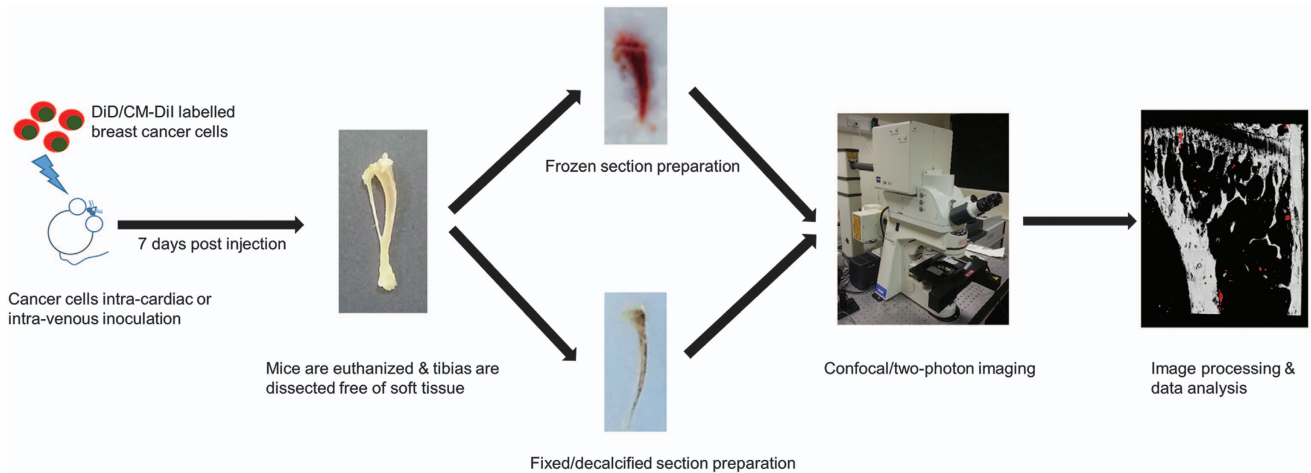 DiD/CM-DiI labelled
breast cancer cells
7 days post injection
Cancer cells intra-cardiac or
intra-venous inoculation
Mice are euthanized & tibias are
dissected free of soft tissue
Frozen section preparation
Fixed/decalcified section preparation
Confocal/two-photon imaging
Image processing &
data analysis